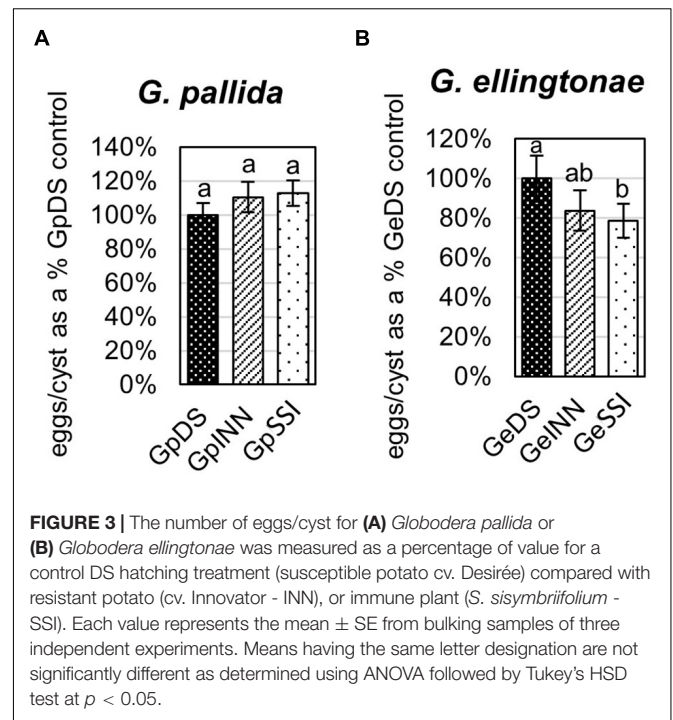 A
G. pallida
eggs/cyst as a % GpDS control
140%
120%
100%
80%
60%
40%
20%
0%
a
a
a
GpDS
GpINN
GpSSI
B
G. ellingtonae
eggs/cyst as a % GeDS control
120%
100%
80%
60%
40%
20%
0%
a
ab
b
GeDS
GeINN
GeSSI
FIGURE 3 | The number of eggs/cyst for (A) Globodera pallida or
(B) Globodera ellingtonae was measured as a percentage of value for a
control DS hatching treatment (susceptible potato cv. Desirée) compared with
resistant potato (cv. Innovator - INN), or immune plant (S. sisymbriifolium -
SSI). Each value represents the mean ± SE from bulking samples of three
independent experiments. Means having the same letter designation are not
significantly different as determined using ANOVA followed by Tukey's HSD
test at p < 0.05.